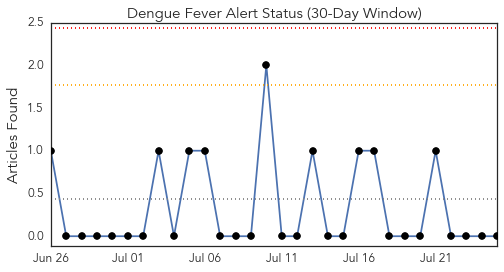 Dengue Fever Alert Status (30-Day Window)
Articles Found
2.5
2.0
1.5
1.0
0.5
0.0
Jun 26
Jul 01
Jul 06
Jul 11
Jul 16
Jul 21